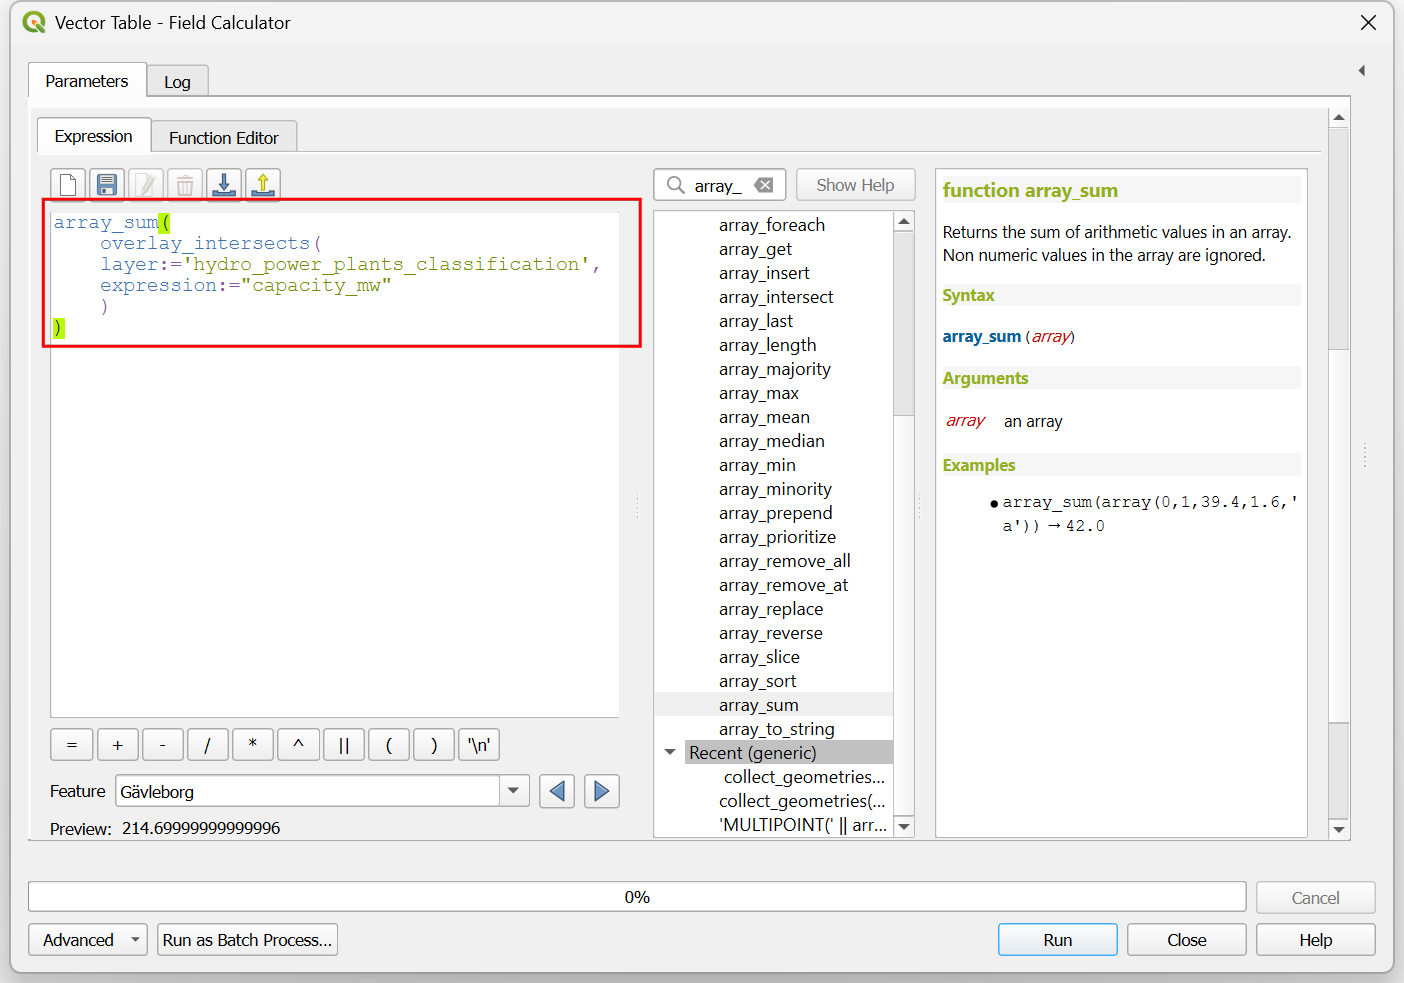 Vector Table - Field Calculator
Parameters
Log
Expression
Function Editor
array_sum(
overlay_intersects(
layer:='hydro_power_plants_classification',
expression:="capacity_mw"
)
)
=
+
-
/
*
^
||
(
)
'\n'
Feature
Gävleborg
Preview: 214.69999999999996
array_
Show Help
array_foreach
array_get
array_insert
array_intersect
array_last
array_length
array_majority
array_max
array_mean
array_median
array_min
array_minority
array_prepend
array_prioritize
array_remove_all
array_remove_at
array_replace
array_reverse
array_slice
array_sort
array_sum
array_to_string
Recent (generic)
collect_geometries...
collect_geometries(...
'MULTIPOINT(' || arr...
function array_sum
Returns the sum of arithmetic values in an array.
Non numeric values in the array are ignored.
Syntax
array_sum (array)
Arguments
array an array
Examples
● array_sum(array(0,1,39.4,1.6,'
a')) → 42.0
0%
Cancel
Advanced
Run as Batch Process...
Run
Close
Help